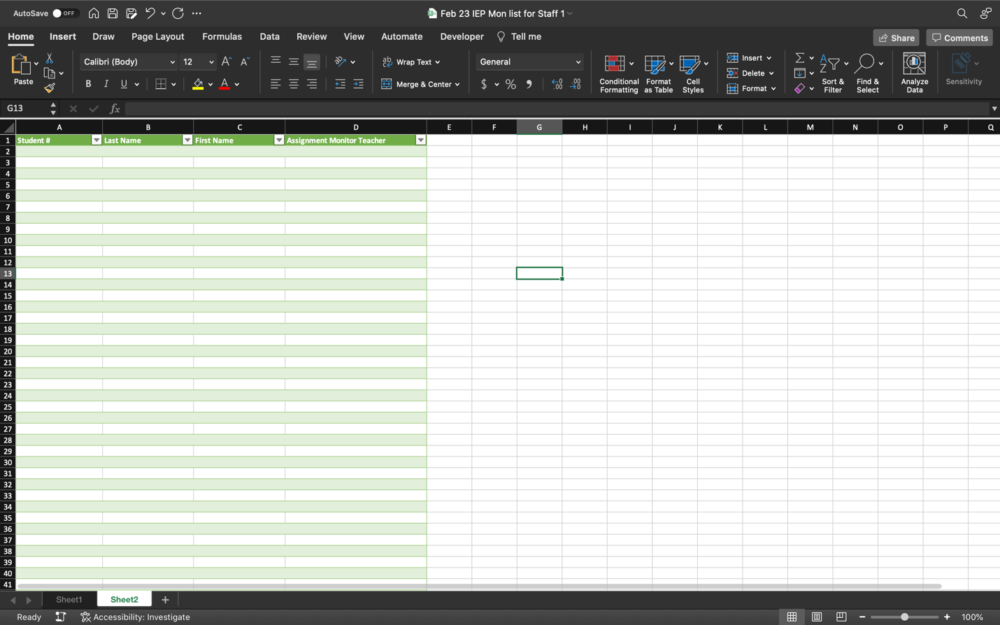 AutoSave OFF
Feb 23 IEP Mon list for Staff 1
Home Insert Draw Page Layout Formulas Data Review View Automate Developer Tell me
Share Comments
Paste
Calibri (Body) 12
B I U A
Wrap Text
Merge & Center
General
$ % 9
Conditional Formatting
Format as Table
Cell Styles
Insert
Delete
Format
Sort & Filter
Find & Select
Analyze Data
Sensitivity
G13 fx
A B C D E F G H I J K L M N O P Q
1 Student # Last Name First Name Assignment Monitor Teacher
2
3
4
5
6
7
8
9
10
11
12
13
14
15
16
17
18
19
20
21
22
23
24
25
26
27
28
29
30
31
32
33
34
35
36
37
38
39
40
41
Sheet1 Sheet2 +
Ready Accessibility: Investigate 100%